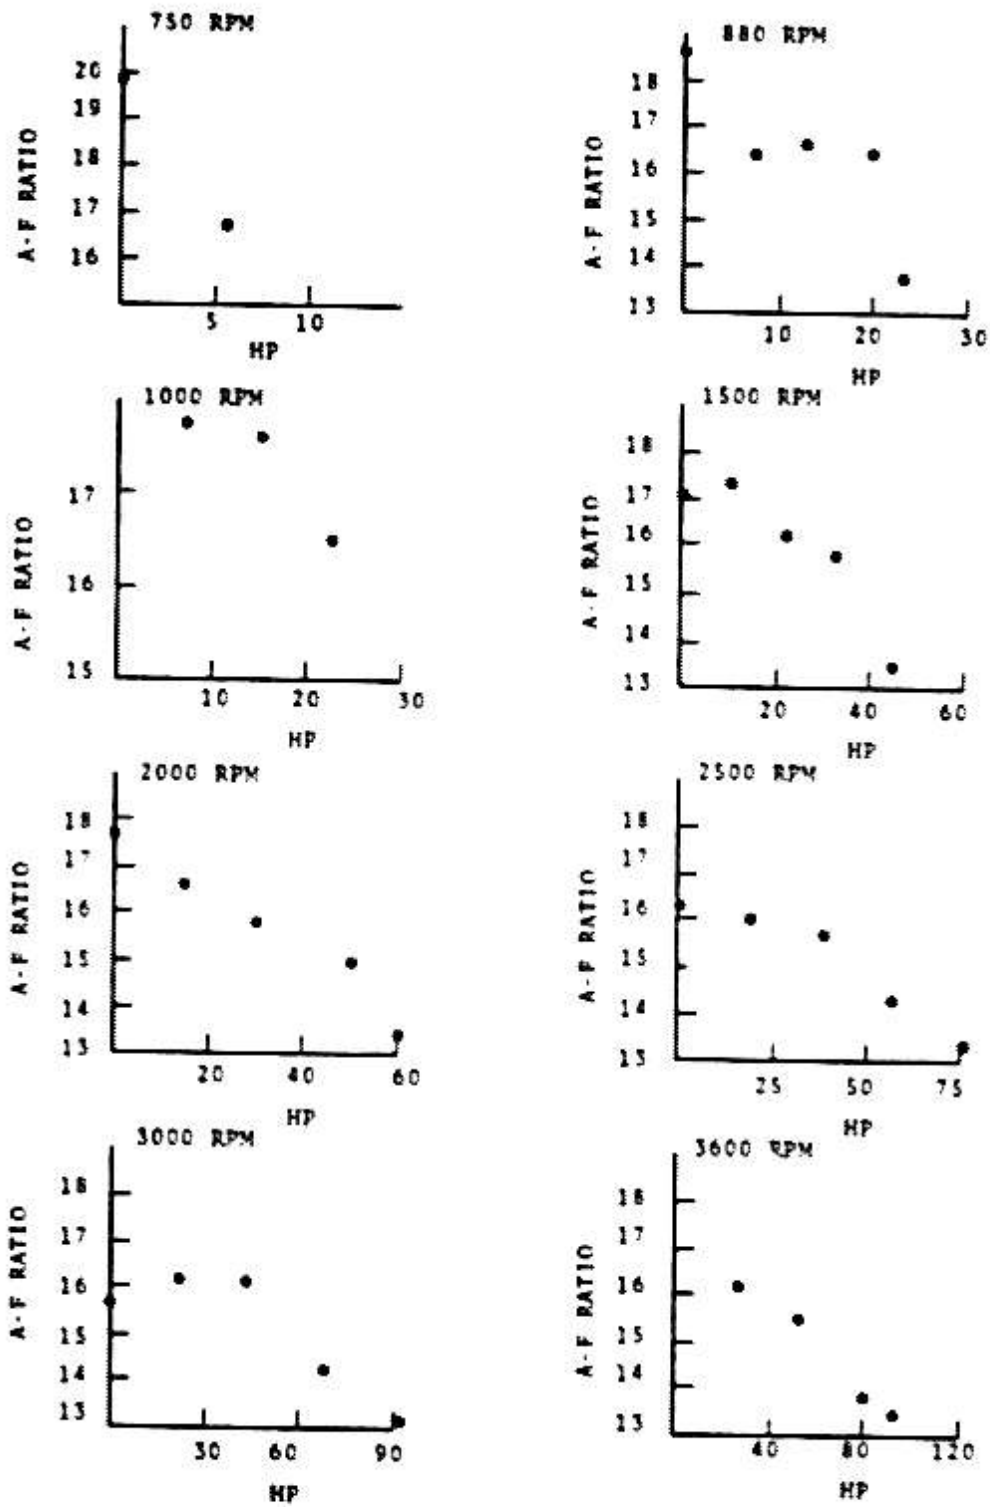 750 RPM
20
19
18
17
16
A-F RATIO
5 10
HP
880 RPM
18
17
16
15
14
13
A-F RATIO
10 20 30
HP
1000 RPM
17
16
15
A-F RATIO
10 20 30
HP
1500 RPM
18
17
16
15
14
13
A-F RATIO
20 40 60
HP
2000 RPM
18
17
16
15
14
13
A-F RATIO
20 40 60
HP
2500 RPM
18
17
16
15
14
13
A-F RATIO
25 50 75
HP
3000 RPM
18
17
16
15
14
13
A-F RATIO
30 60 90
HP
3600 RPM
18
17
16
15
14
13
A-F RATIO
40 80 120
HP